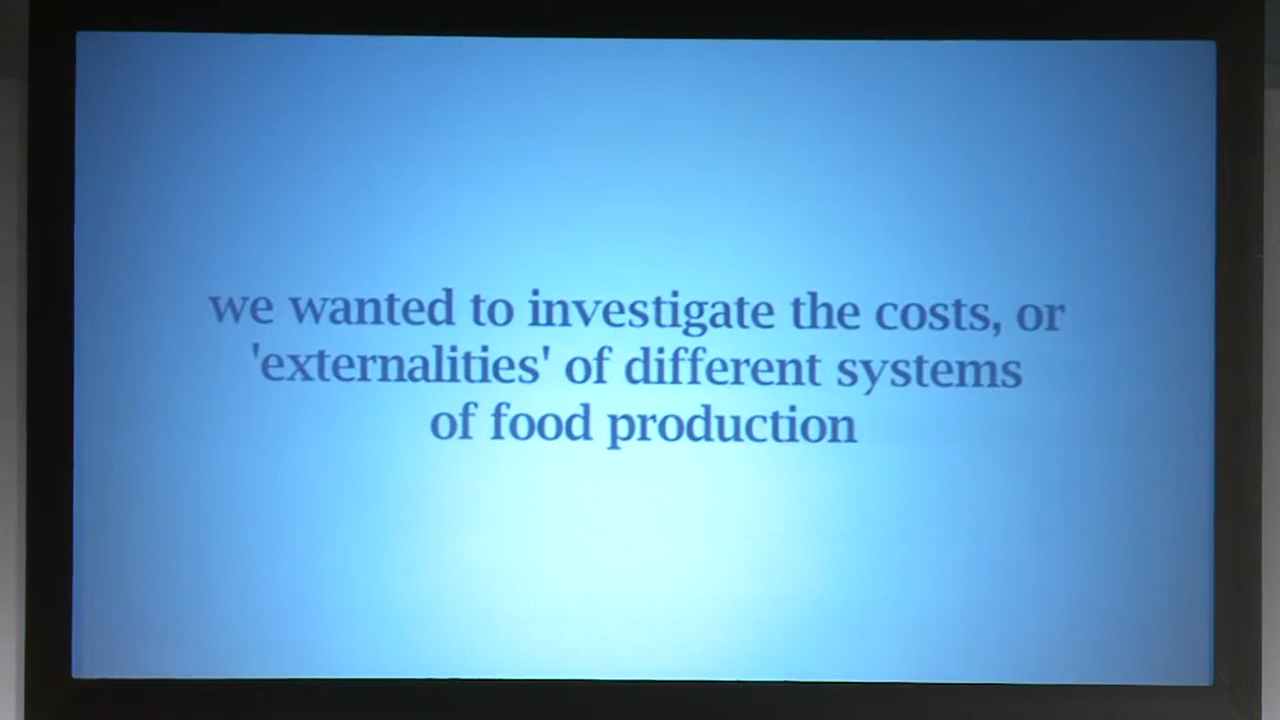 we wanted to investigate the costs, or
'externalities' of different systems
of food production